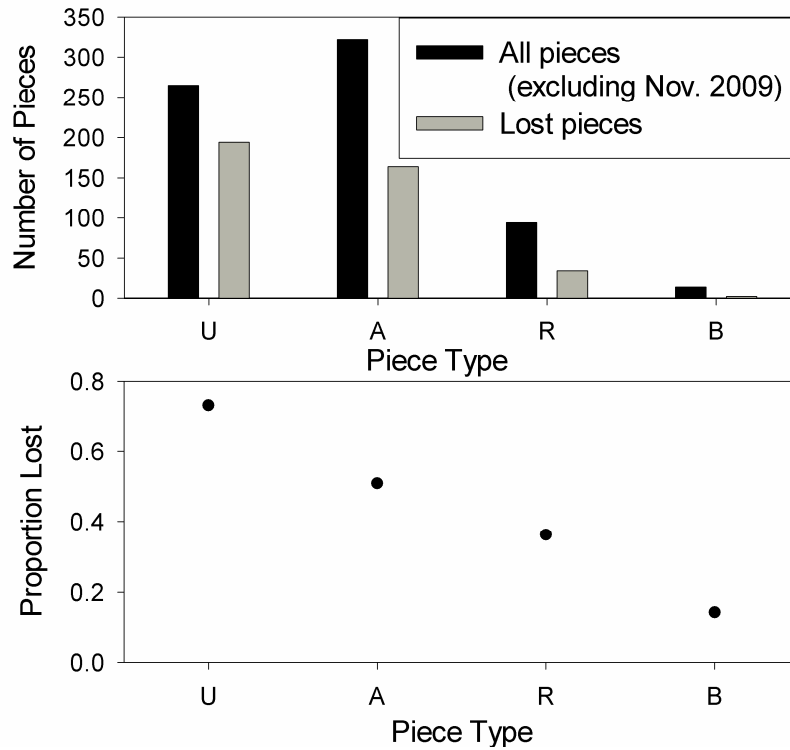 350
300
250
200
150
100
50
0
Number of Pieces
All pieces
(excluding Nov. 2009)
Lost pieces
U A R B
Piece Type
0.8
0.6
0.4
0.2
0.0
Proportion Lost
U A R B
Piece Type